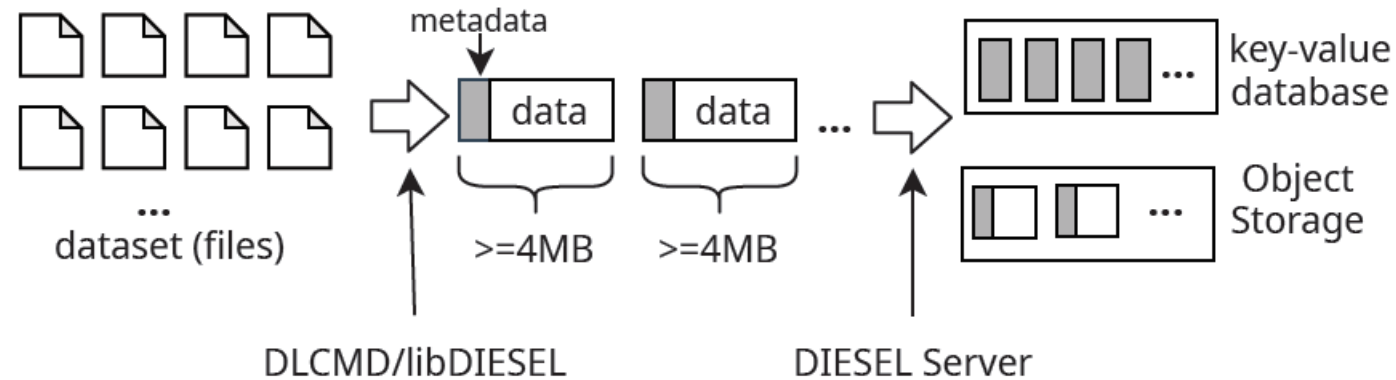 metadata
data
data
...
...
dataset (files)
>=4MB
>=4MB
DLCMD/libDIESEL
DIESEL Server
...
key-value
database
...
Object
Storage